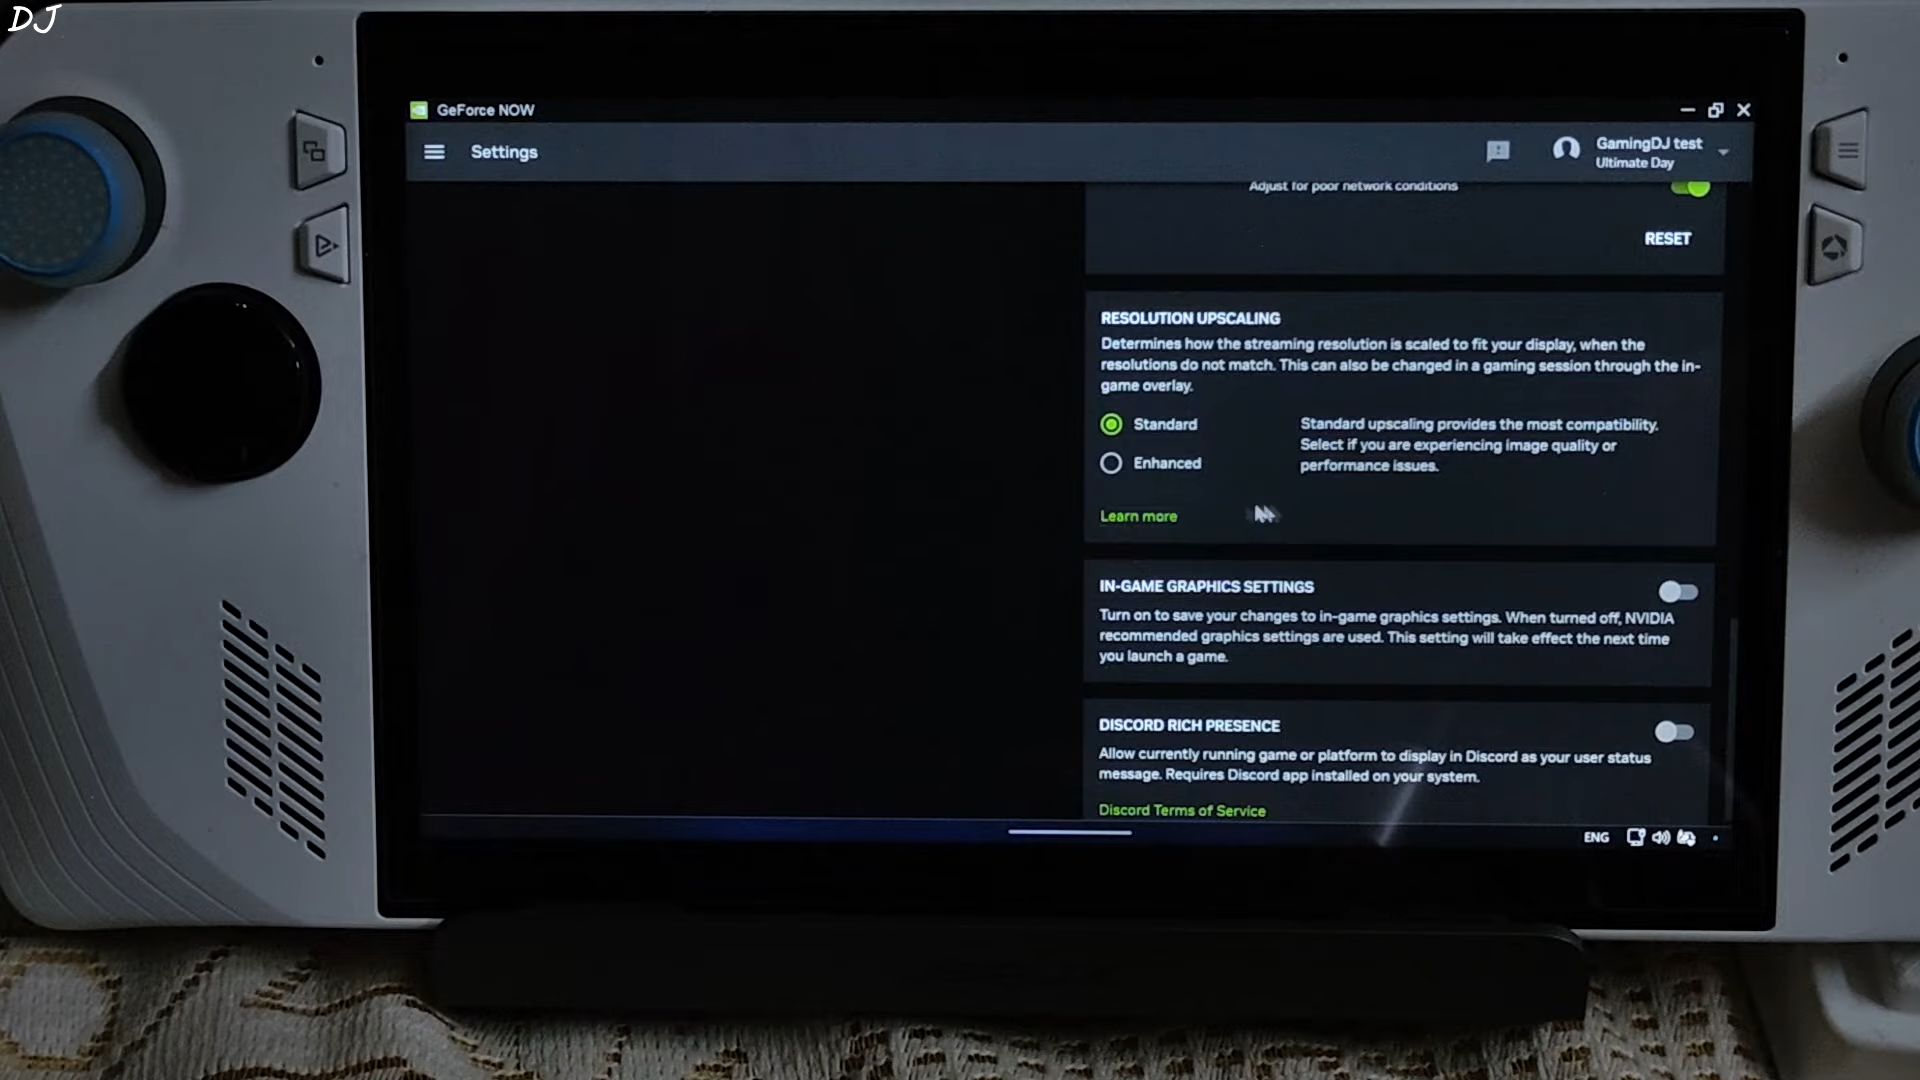 DJ
GeForce NOW
Settings
GamingDJ test
Ultimate Day
Adjust for poor network conditions
RESET
RESOLUTION UPSCALING
Determines how the streaming resolution is scaled to fit your display, when the
resolutions do not match. This can also be changed in a gaming session through the in-
game overlay.
Standard
Standard upscaling provides the most compatibility.
Select if you are experiencing image quality or
performance issues.
Enhanced
Learn more
IN-GAME GRAPHICS SETTINGS
Turn on to save your changes to in-game graphics settings. When turned off, NVIDIA
recommended graphics settings are used. This setting will take effect the next time
you launch a game.
DISCORD RICH PRESENCE
Allow currently running game or platform to display in Discord as your user status
message. Requires Discord app installed on your system.
Discord Terms of Service
ENG